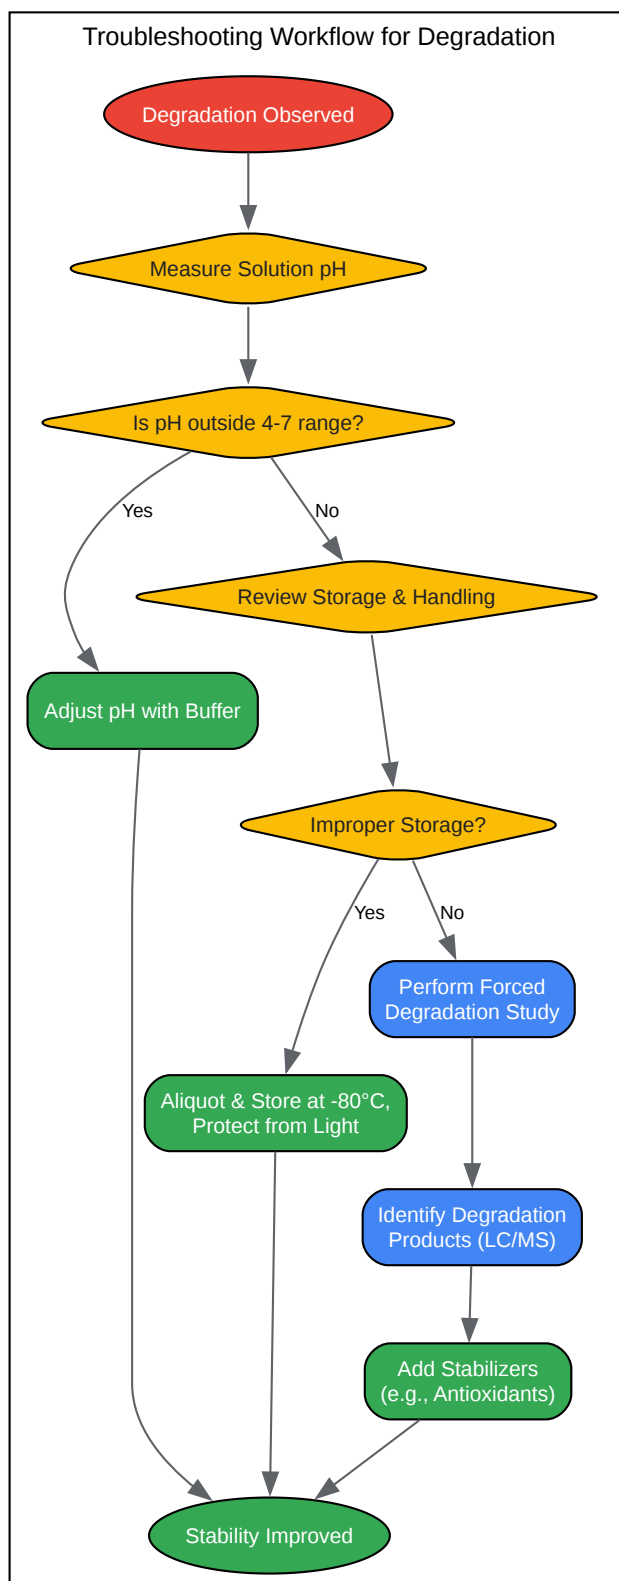 Troubleshooting Workflow for Degradation
Degradation Observed
Measure Solution pH
Is pH outside 4-7 range?
Yes
No
Review Storage & Handling
Adjust pH with Buffer
Improper Storage?
Yes
No
Perform Forced
Degradation Study
Aliquot & Store at -80°C,
Protect from Light
Identify Degradation
Products (LC/MS)
Add Stabilizers
(e.g., Antioxidants)
Stability Improved